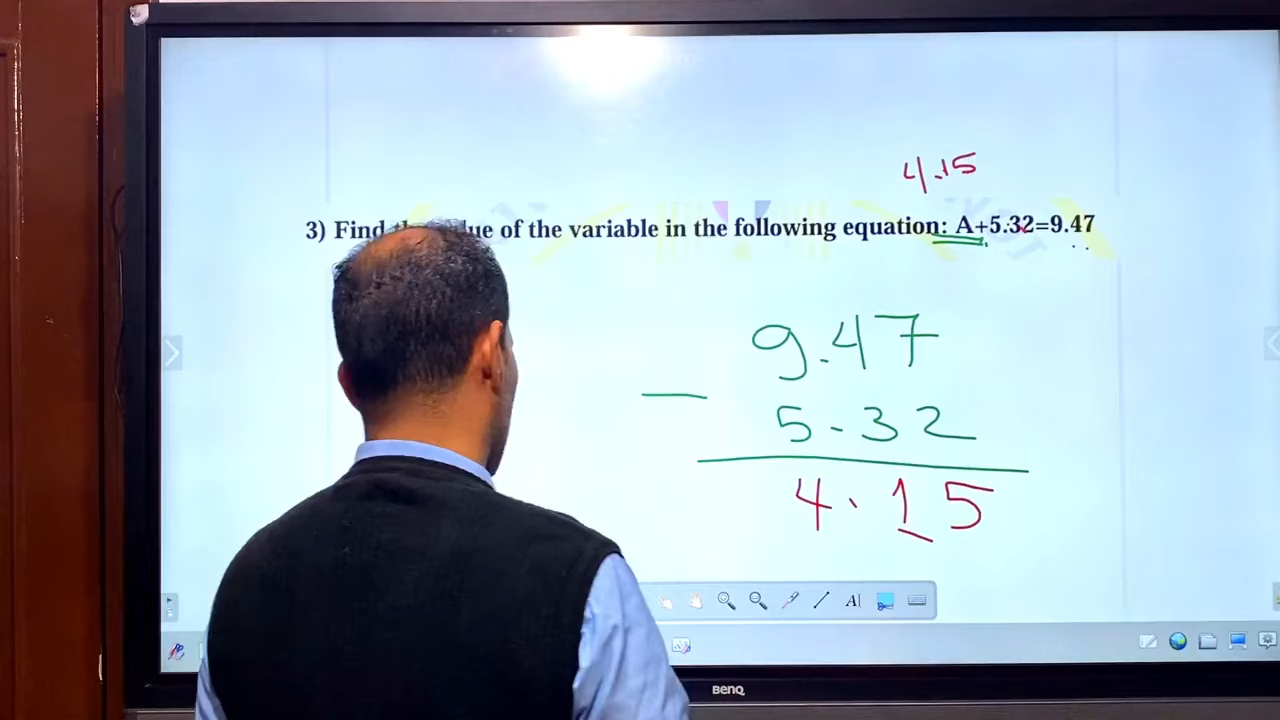 4.15
3) Find value of the variable in the following equation: A+5.32=9.47
9.47
— 5.32
4.15
A|
BenQ